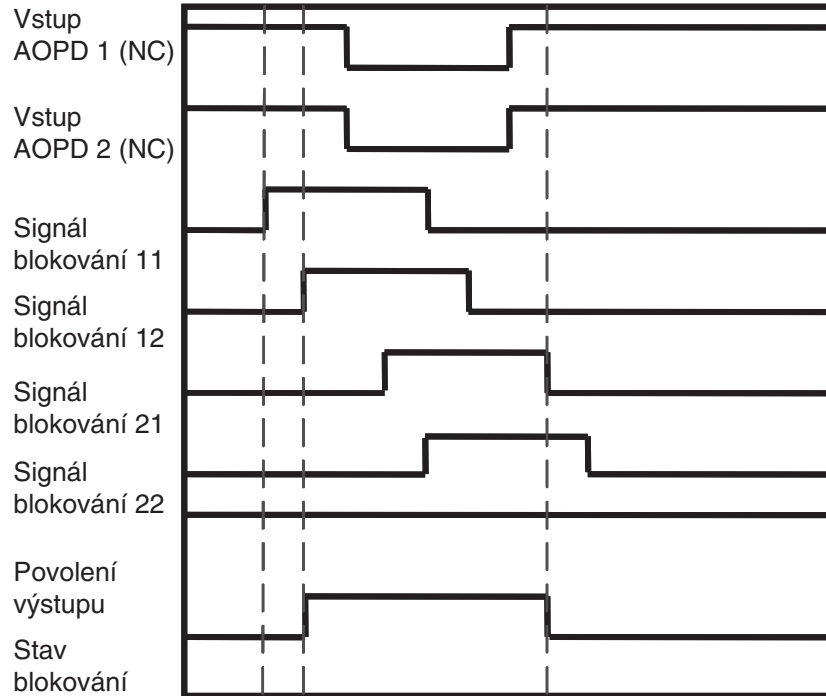 Vstup
AOPD 1 (NC)
Vstup
AOPD 2 (NC)
Signál
blokování 11
Signál
blokování 12
Signál
blokování 21
Signál
blokování 22
Povolení
výstupu
Stav
blokování